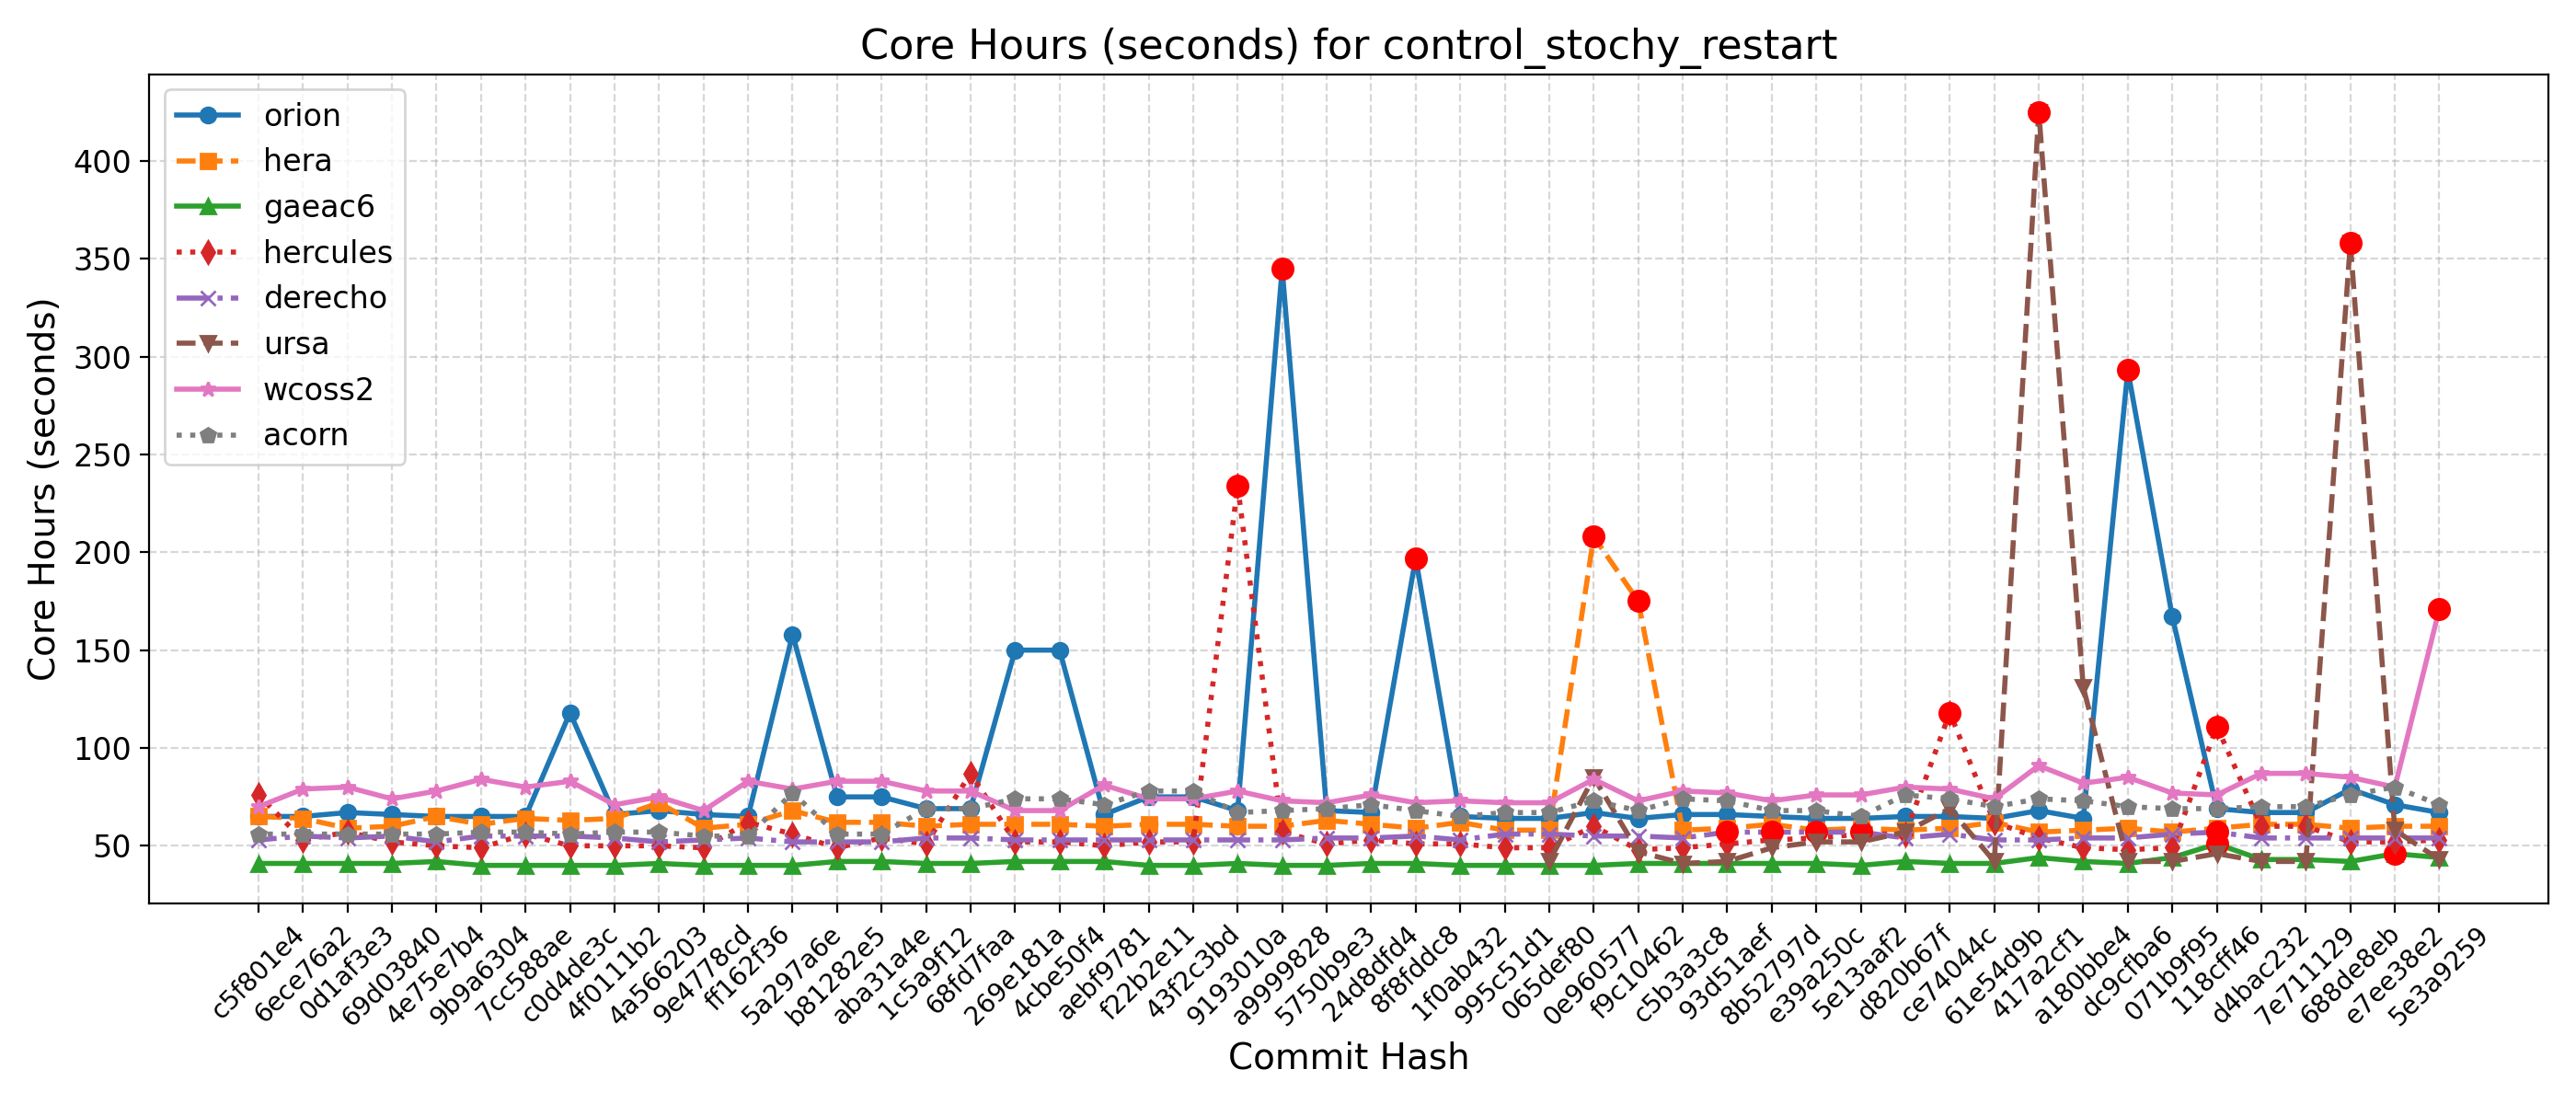 Core Hours (seconds) for control_stochy_restart
Core Hours (seconds)
400
350
300
250
200
150
100
50
orion
hera
gaeac6
hercules
derecho
ursa
wcoss2
acorn
c5f801e4
6ece76a2
0d1af3e3
69d03840
4e75e7b4
9b9a6304
7cc588ae
c0d4de3c
4f0111b2
4a566203
9e4778cd
ff162f36
5a297a6e
b81282e5
aba31a4e
1c5a9f12
68fd7faa
269e181a
4cbe50f4
aebf9781
f22b2e11
43f2c3bd
9193010a
a9999828
5750b9e3
24d8dfd4
8f8fddc8
1f0ab432
995c51d1
065def80
0e960577
f9c10462
c5b3a3c8
93d51aef
8b52797d
e39a250c
5e13aaf2
d820b67f
ce74044c
61e54d9b
417a2cf1
a180bbe4
dc9cfba6
071b9f95
118cff46
d4bac232
7e711129
688de8eb
e7ee38e2
5e3a9259
Commit Hash